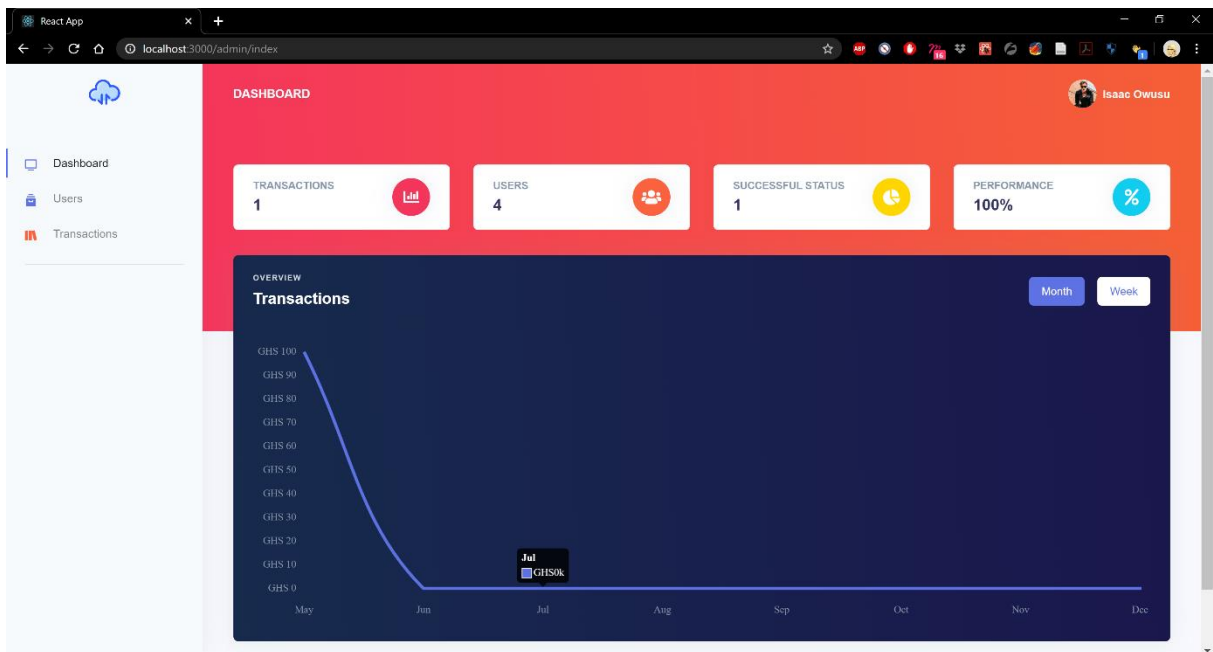 React App
localhost:3000/admin/index
ABP
16
1
DASHBOARD
Isaac Owusu
Dashboard
Users
Transactions
TRANSACTIONS
1
USERS
4
SUCCESSFUL STATUS
1
PERFORMANCE
100%
OVERVIEW
Transactions
Month
Week
GHS 100
GHS 90
GHS 80
GHS 70
GHS 60
GHS 50
GHS 40
GHS 30
GHS 20
GHS 10
GHS 0
Jul
GHS0k
May Jun Jul Aug Sep Oct Nov Dec